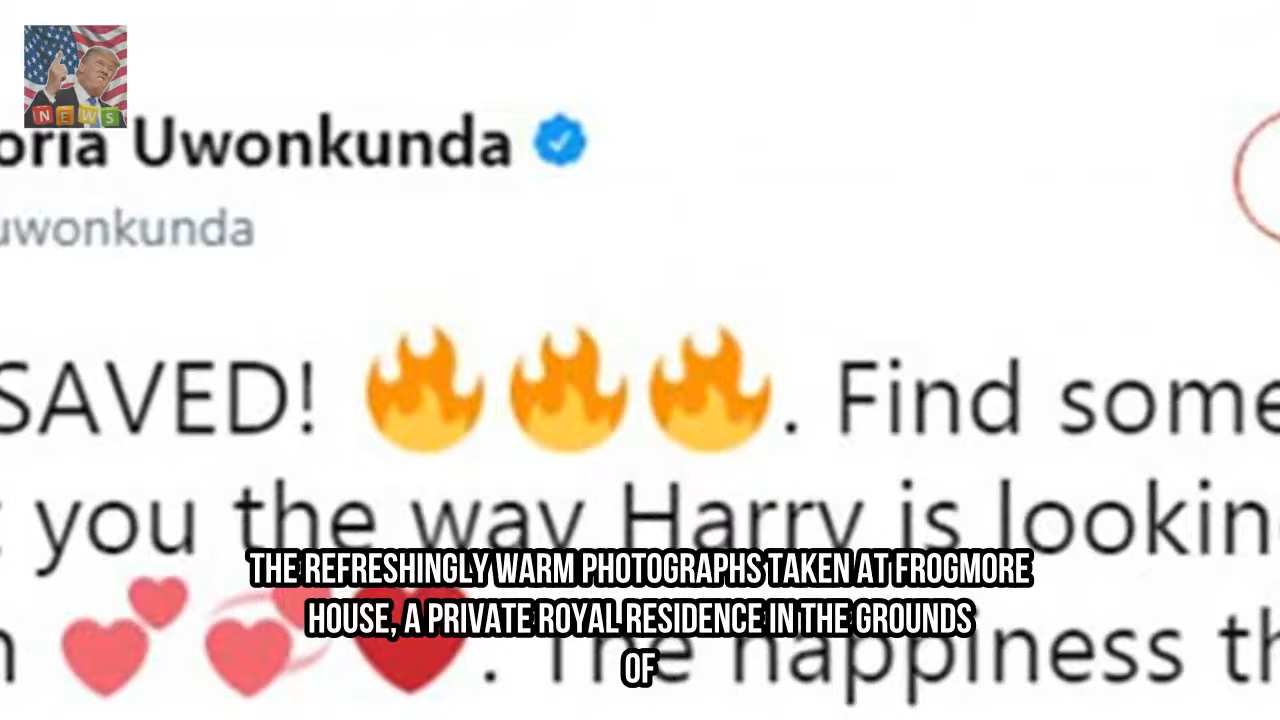 NEWS
oria Uwonkunda
uwonkunda
SAVED! 🔥🔥🔥. Find some
you the way Harry is lookin
💕💞❤. The happiness th
THE REFRESHINGLY WARM PHOTOGRAPHS TAKEN AT FROGMORE
HOUSE, A PRIVATE ROYAL RESIDENCE IN THE GROUNDS
OF